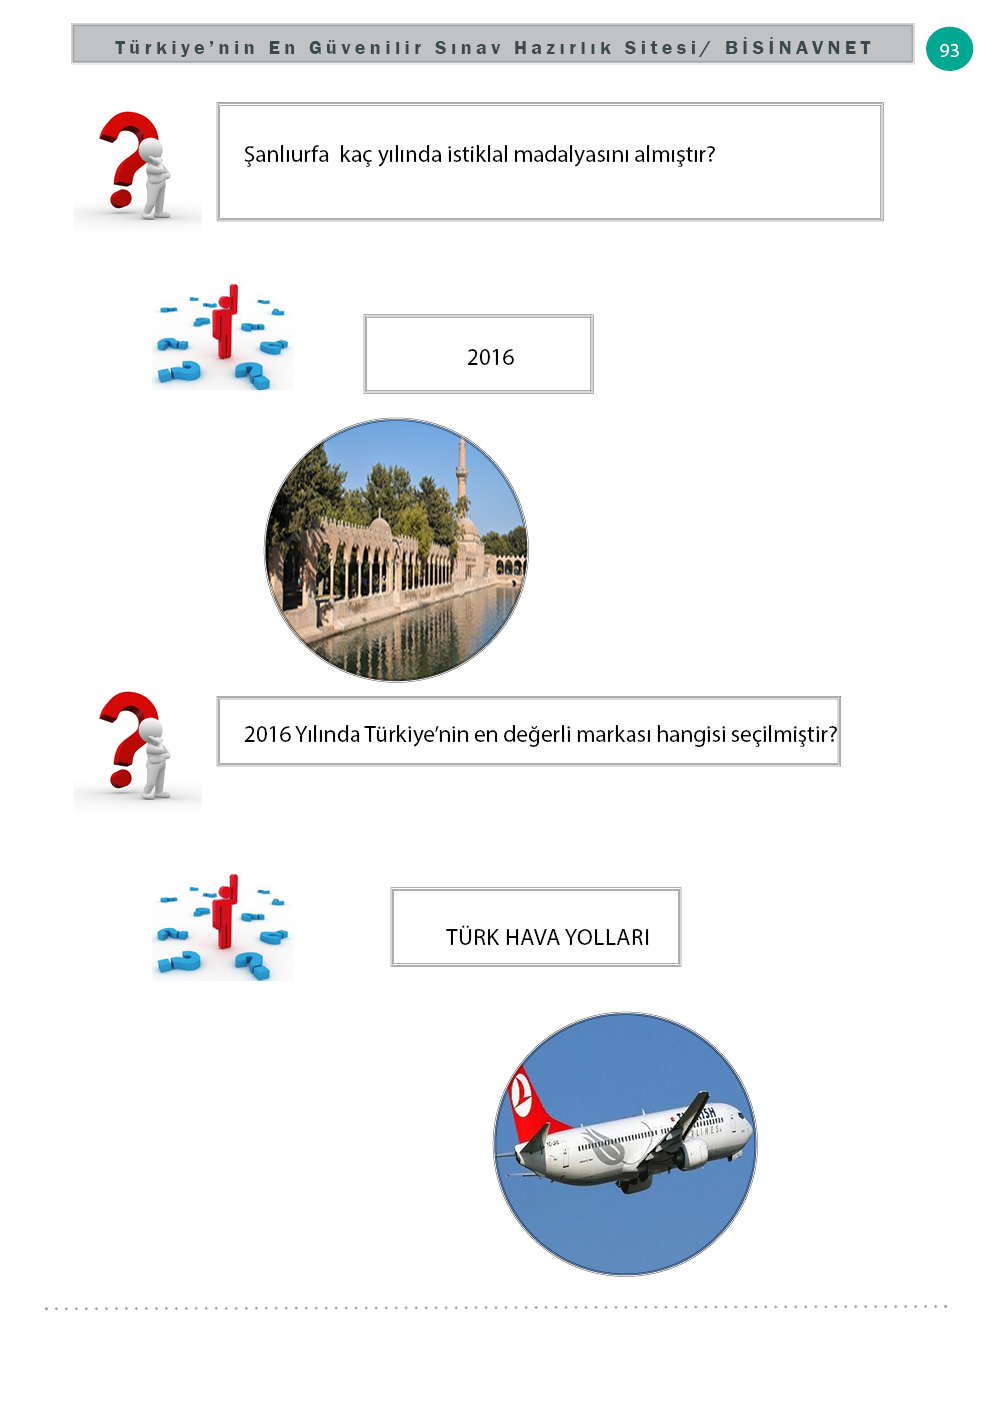 Türkiye’nin En Güvenilir Sınav Hazırlık Sitesi/ BİSİNAVNET
93
Şanlıurfa kaç yılında istiklal madalyasını almıştır?
2016
2016 Yılında Türkiye’nin en değerli markası hangisi seçilmiştir?
TÜRK HAVA YOLLARI